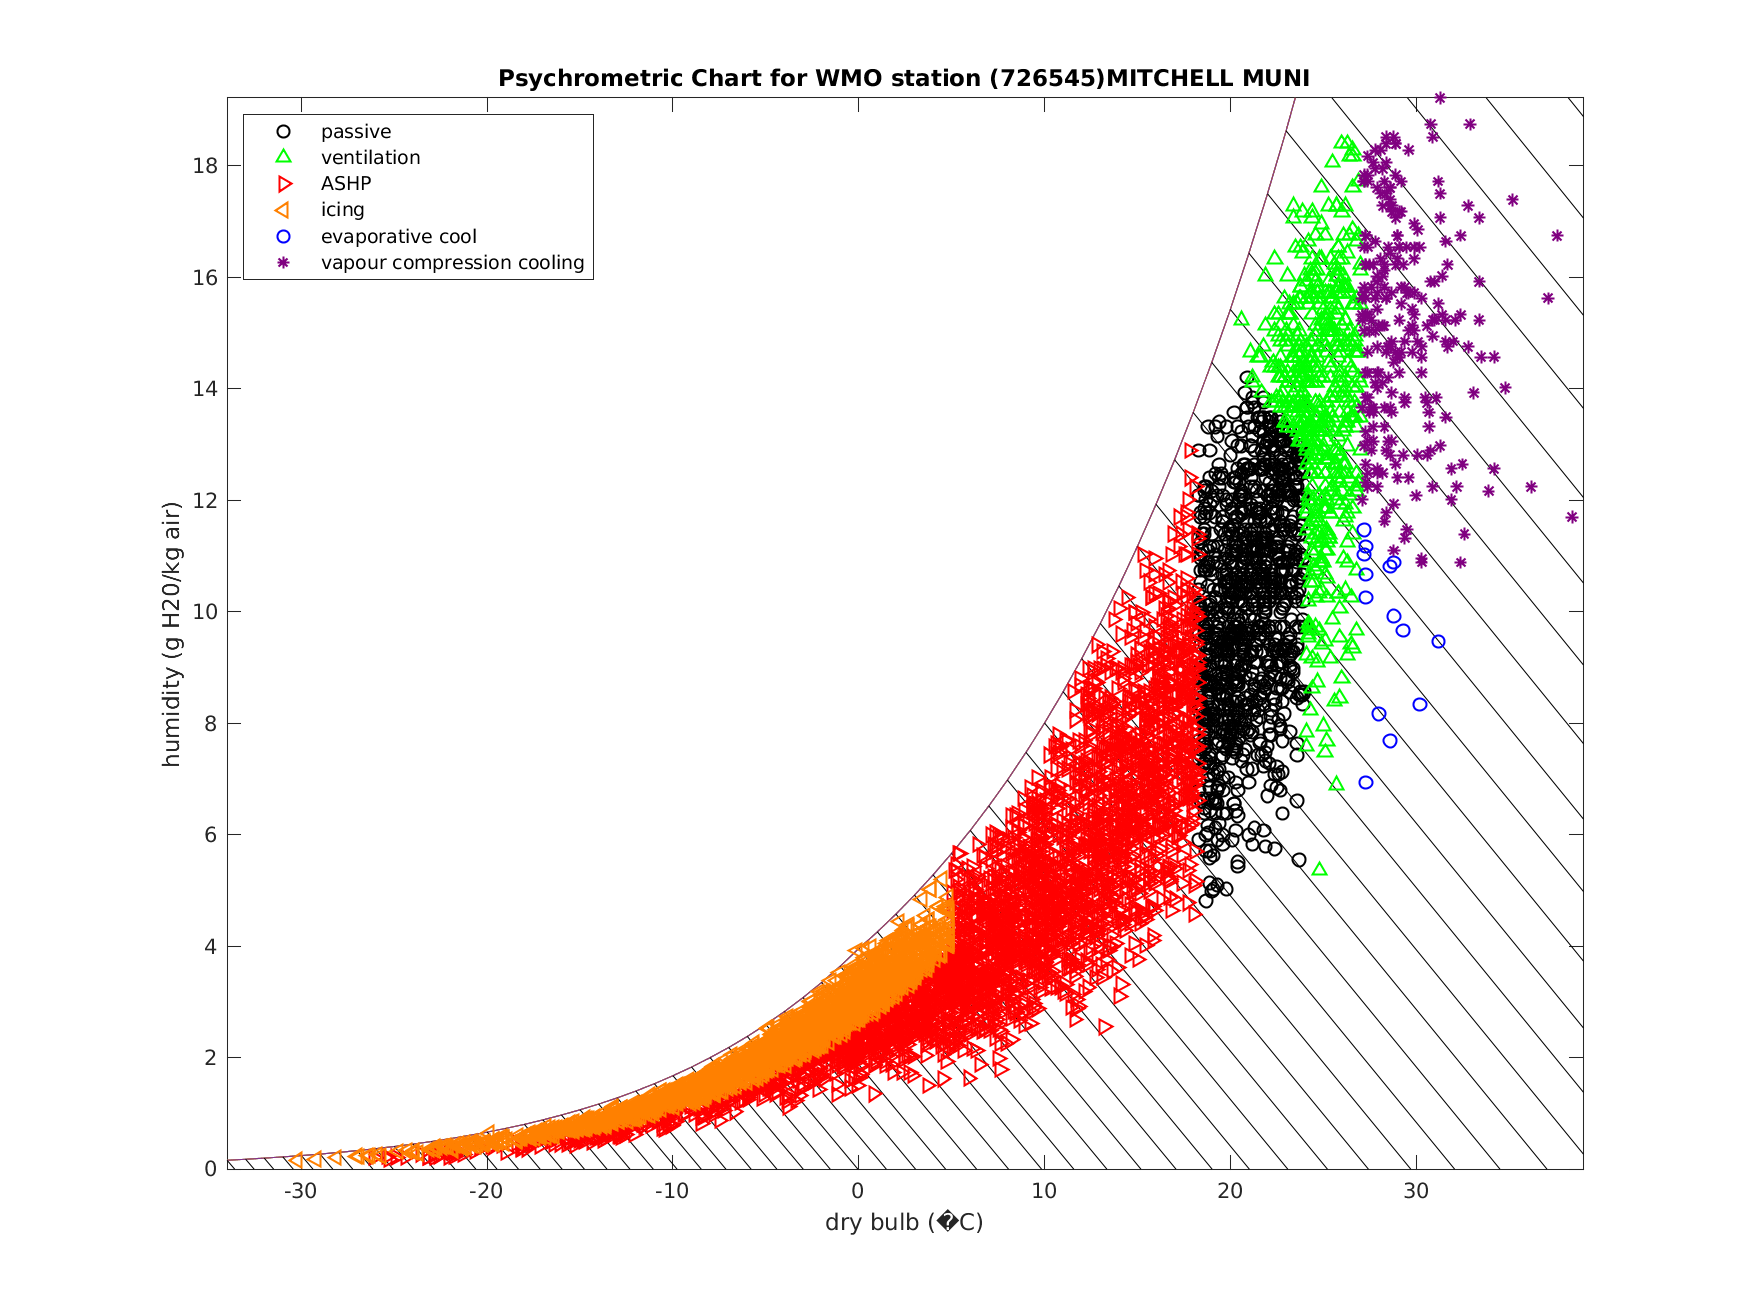 Psychrometric Chart for WMO station (726545)MITCHELL MUNI
passive
ventilation
ASHP
icing
evaporative cool
vapour compression cooling
humidity (g H20/kg air)
18
16
14
12
10
8
6
4
2
0
-30 -20 -10 0 10 20 30
dry bulb (�C)